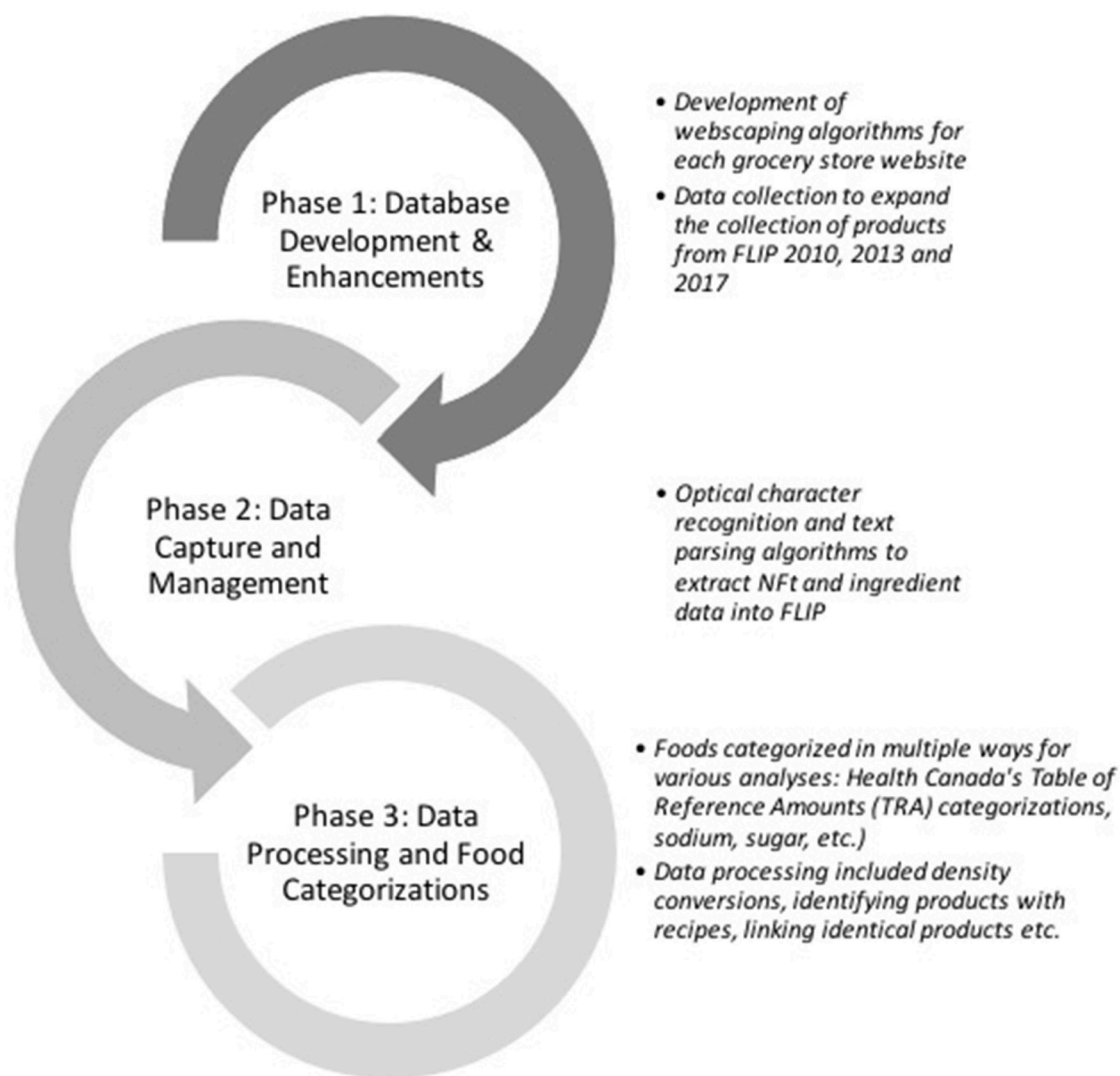 Phase 1: Database
Development &
Enhancements
• Development of
webscaping algorithms for
each grocery store website
• Data collection to expand
the collection of products
from FLIP 2010, 2013 and
2017
Phase 2: Data
Capture and
Management
• Optical character
recognition and text
parsing algorithms to
extract NFt and ingredient
data into FLIP
Phase 3: Data
Processing and Food
Categorizations
• Foods categorized in multiple ways for
various analyses: Health Canada's Table of
Reference Amounts (TRA) categorizations,
sodium, sugar, etc.)
• Data processing included density
conversions, identifying products with
recipes, linking identical products etc.